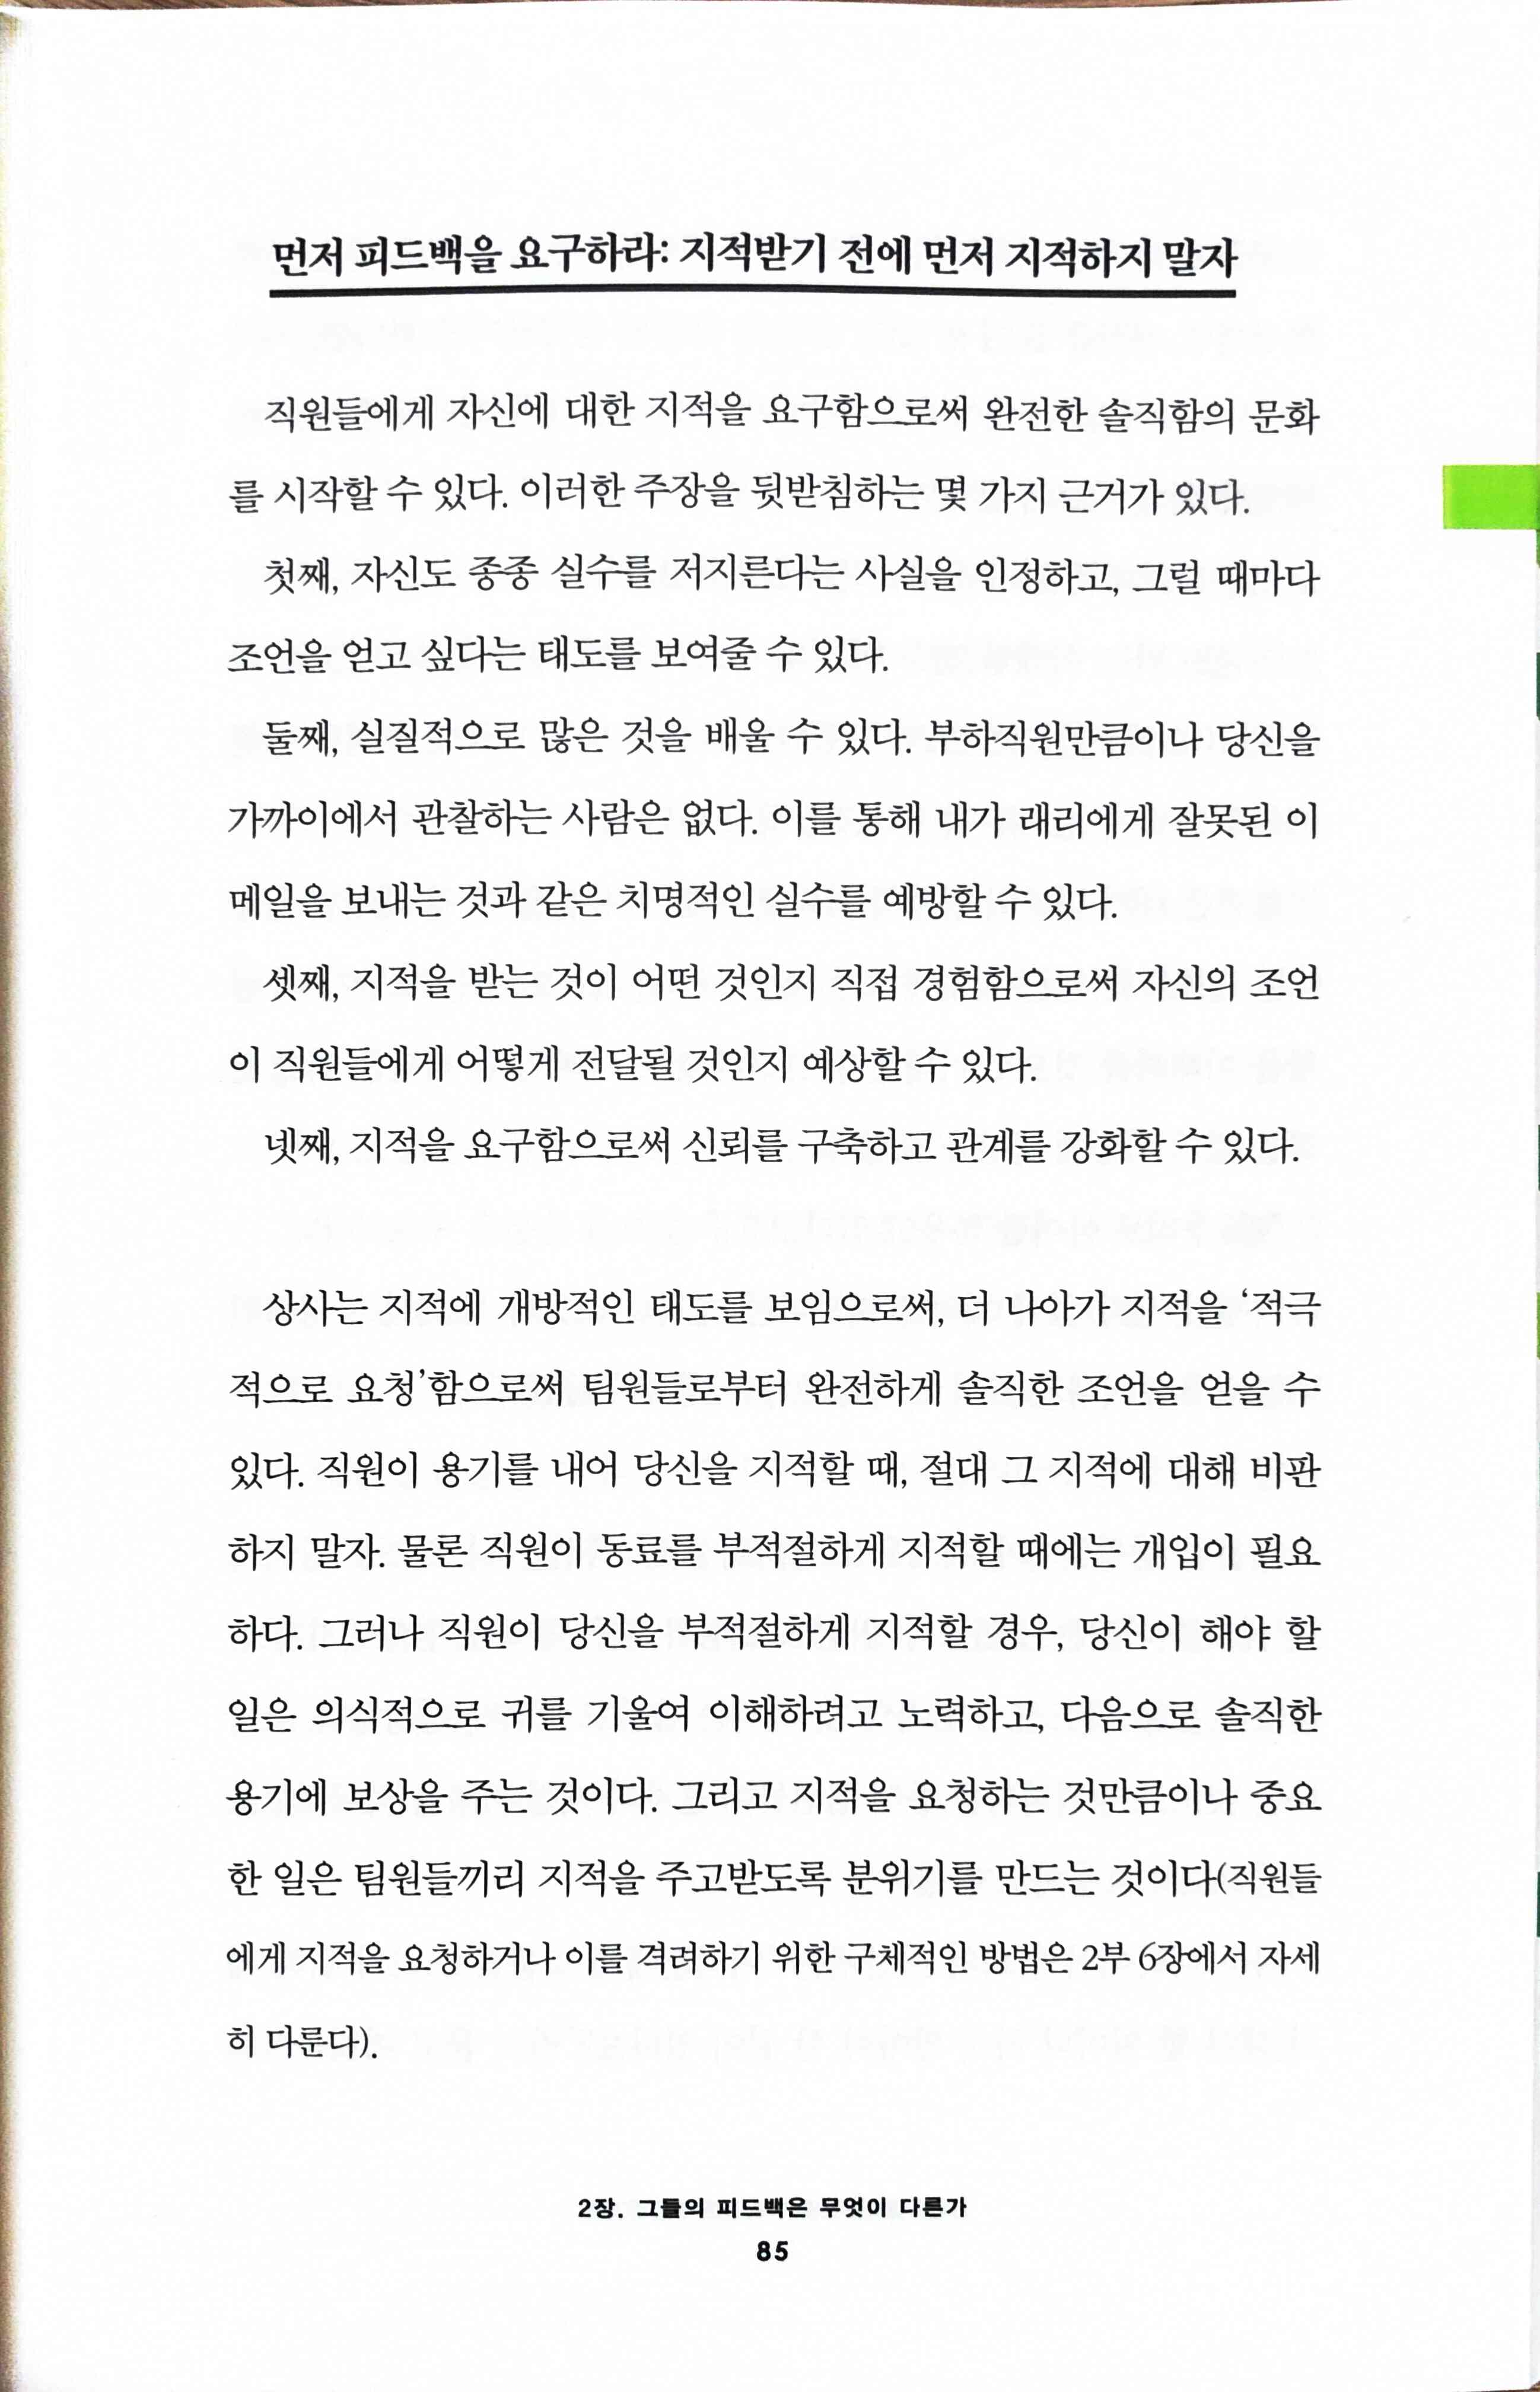 먼저 피드백을 요구하라: 지적받기 전에 먼저 지적하지 말자
직원들에게 자신에 대한 지적을 요구함으로써 완전한 솔직함의 문화
를 시작할 수 있다. 이러한 주장을 뒷받침하는 몇 가지 근거가 있다.
첫째, 자신도 종종 실수를 저지른다는 사실을 인정하고, 그럴 때마다
조언을 얻고 싶다는 태도를 보여줄 수 있다.
둘째, 실질적으로 많은 것을 배울 수 있다. 부하직원만큼이나 당신을
가까이에서 관찰하는 사람은 없다. 이를 통해 내가 래리에게 잘못된 이
메일을 보내는 것과 같은 치명적인 실수를 예방할 수 있다.
셋째, 지적을 받는 것이 어떤 것인지 직접 경험함으로써 자신의 조언
이 직원들에게 어떻게 전달될 것인지 예상할 수 있다.
넷째, 지적을 요구함으로써 신뢰를 구축하고 관계를 강화할 수 있다.
상사는 지적에 개방적인 태도를 보임으로써, 더 나아가 지적을 ‘적극
적으로 요청’함으로써 팀원들로부터 완전하게 솔직한 조언을 얻을 수
있다. 직원이 용기를 내어 당신을 지적할 때, 절대 그 지적에 대해 비판
하지 말자. 물론 직원이 동료를 부적절하게 지적할 때에는 개입이 필요
하다. 그러나 직원이 당신을 부적절하게 지적할 경우, 당신이 해야 할
일은 의식적으로 귀를 기울여 이해하려고 노력하고, 다음으로 솔직한
용기에 보상을 주는 것이다. 그리고 지적을 요청하는 것만큼이나 중요
한 일은 팀원들끼리 지적을 주고받도록 분위기를 만드는 것이다(직원들
에게 지적을 요청하거나 이를 격려하기 위한 구체적인 방법은 2부 6장에서 자세
히 다룬다).
2장. 그들의 피드백은 무엇이 다른가
85